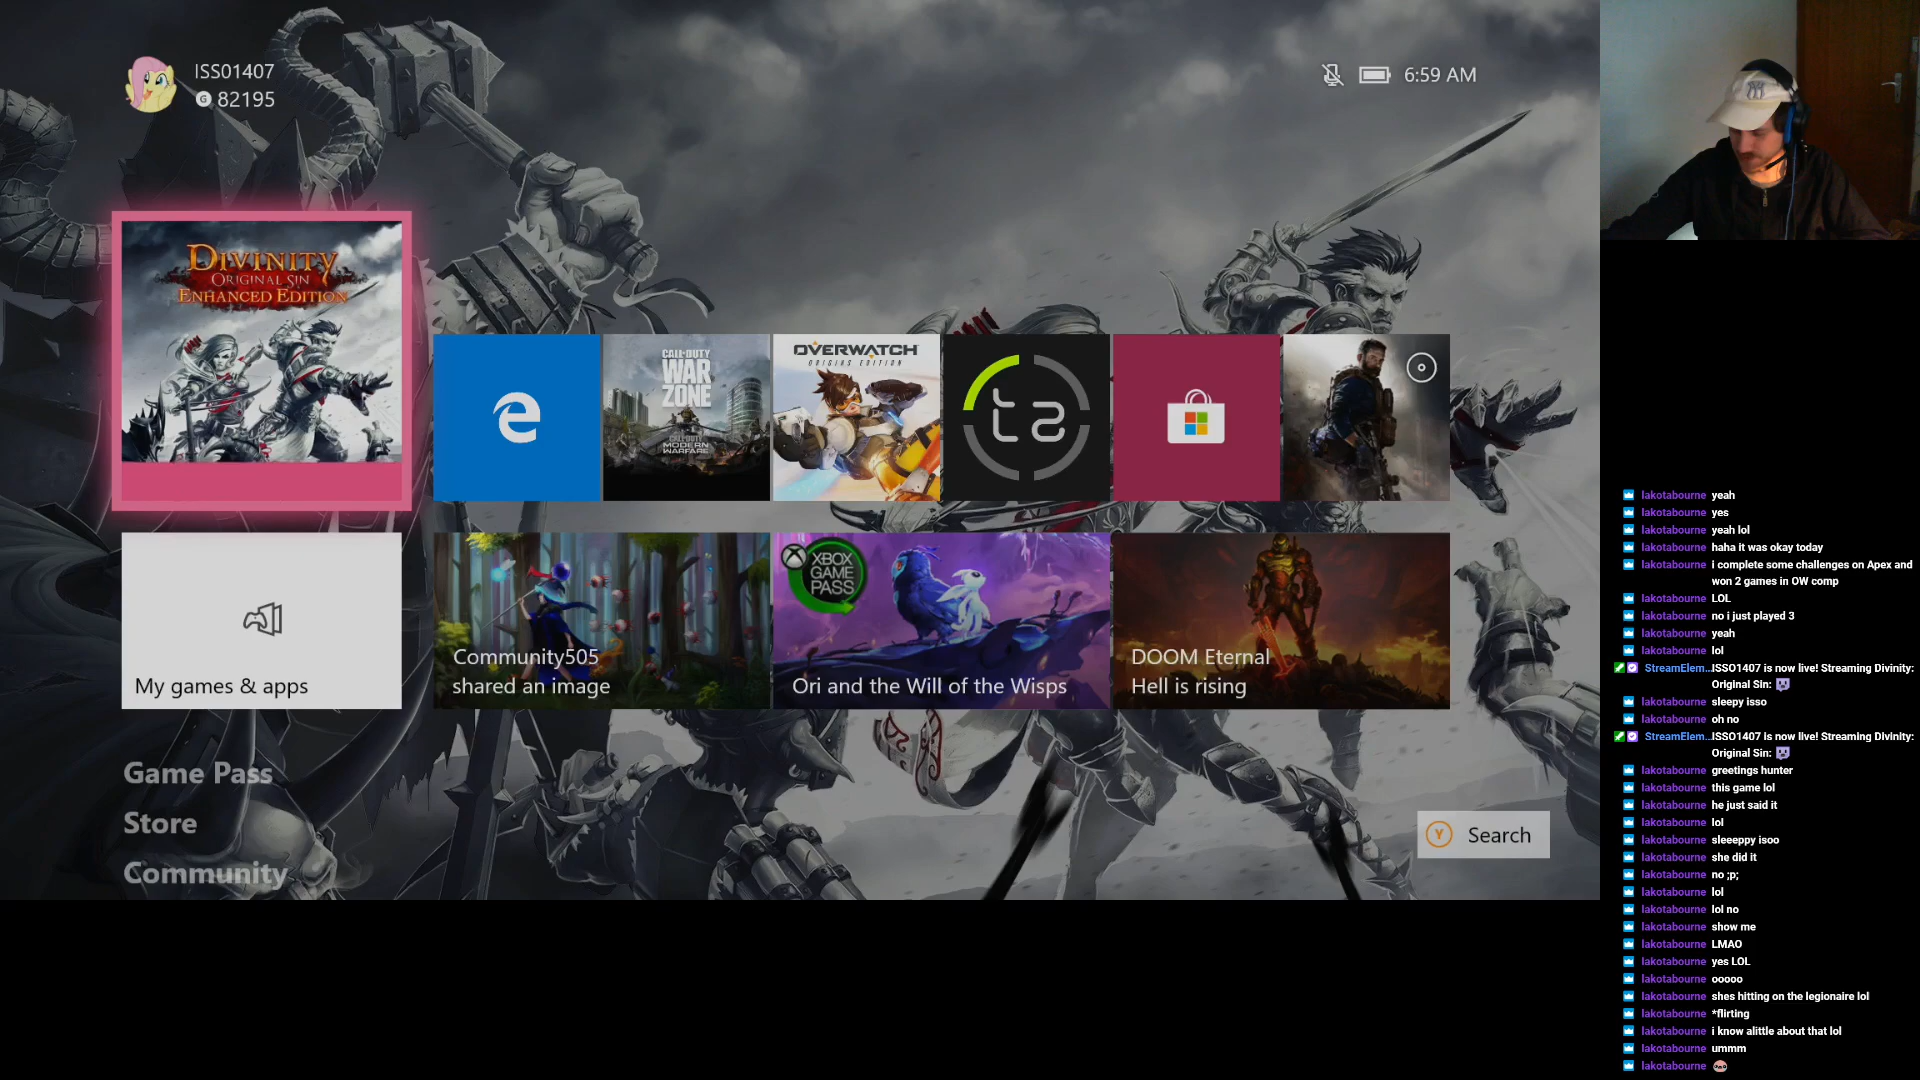 ISS01407
G 82195
6:59 AM
DIVINITY
ORIGINAL SIN
ENHANCED EDITION
CALL OF DUTY
WAR
ZONE
CALL OF DUTY
MODERN
WARFARE
OVERWATCH
ORIGINS EDITION
My games & apps
Community505
shared an image
XBOX
GAME
PASS
Ori and the Will of the Wisps
DOOM Eternal
Hell is rising
Game Pass
Store
Community
Y Search
lakotabourne yeah
lakotabourne yes
lakotabourne yeah lol
lakotabourne haha it was okay today
lakotabourne i complete some challenges on Apex and
won 2 games in OW comp
lakotabourne LOL
lakotabourne no i just played 3
lakotabourne yeah
lakotabourne lol
StreamElem... ISSO1407 is now live! Streaming Divinity:
Original Sin:
lakotabourne sleepy isso
lakotabourne oh no
StreamElem... ISSO1407 is now live! Streaming Divinity:
Original Sin:
lakotabourne greetings hunter
lakotabourne this game lol
lakotabourne he just said it
lakotabourne lol
lakotabourne sleeeppy isoo
lakotabourne she did it
lakotabourne no ;p;
lakotabourne lol
lakotabourne lol no
lakotabourne show me
lakotabourne LMAO
lakotabourne yes LOL
lakotabourne ooooo
lakotabourne shes hitting on the legionaire lol
lakotabourne *flirting
lakotabourne i know alittle about that lol
lakotabourne ummm
lakotabourne